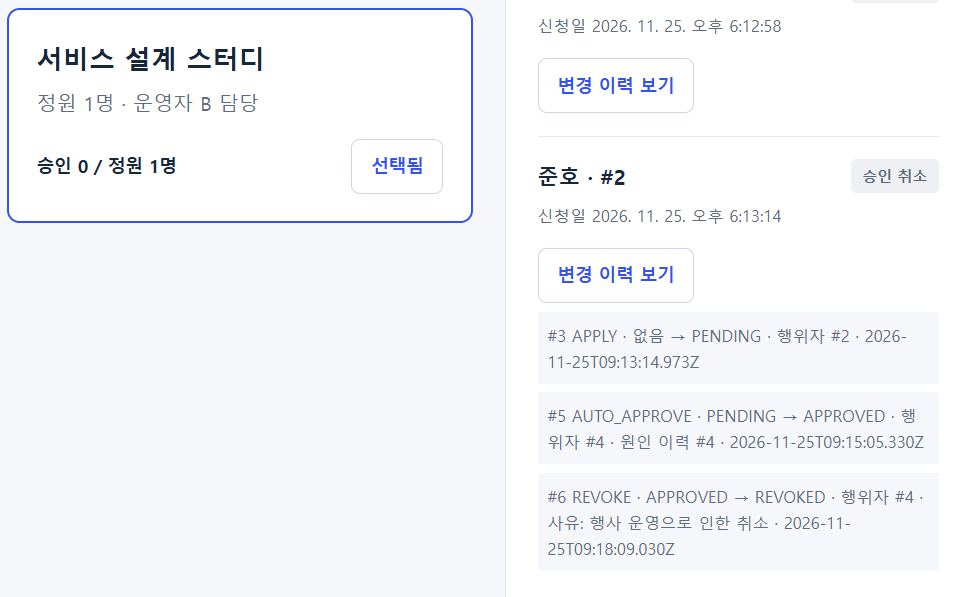 서비스 설계 스터디
정원 1명 · 운영자 B 담당
승인 0 / 정원 1명
선택됨
신청일 2026. 11. 25. 오후 6:12:58
변경 이력 보기
준호 · #2
승인 취소
신청일 2026. 11. 25. 오후 6:13:14
변경 이력 보기
#3 APPLY · 없음 → PENDING · 행위자 #2 · 2026-
11-25T09:13:14.973Z
#5 AUTO_APPROVE · PENDING → APPROVED · 행
위자 #4 · 원인 이력 #4 · 2026-11-25T09:15:05.330Z
#6 REVOKE · APPROVED → REVOKED · 행위자 #4 ·
사유: 행사 운영으로 인한 취소 · 2026-11-
25T09:18:09.030Z